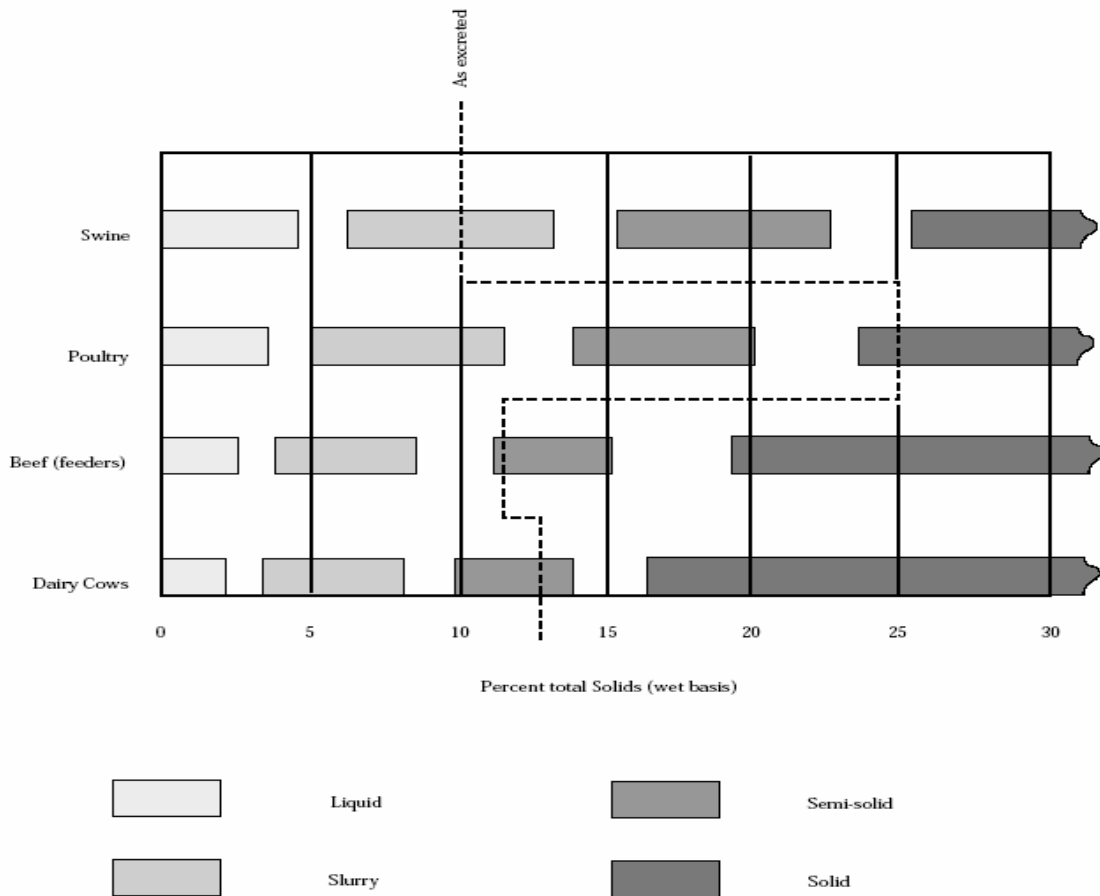 As excreted
Swine
Poultry
Beef (feeders)
Dairy Cows
0 5 10 15 20 25 30
Percent total Solids (wet basis)
Liquid Semi-solid
Slurry Solid